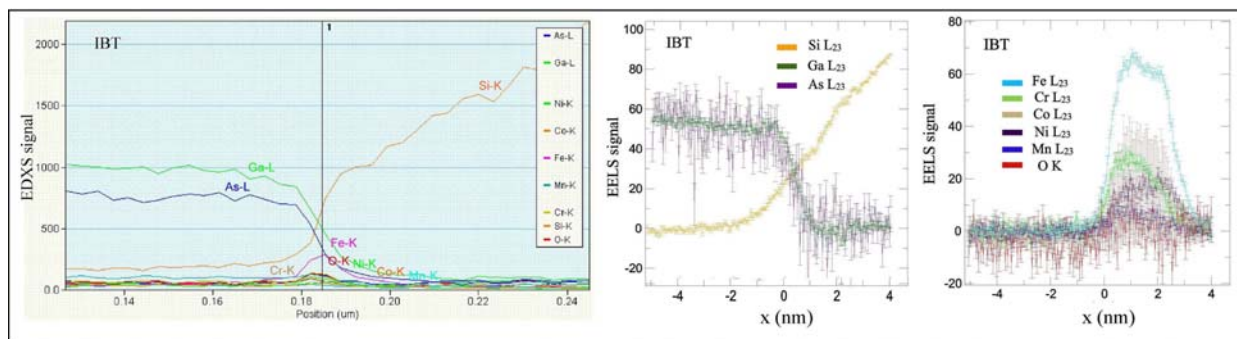 2000
1500
1000
500
0.0
EDXS signal
IBT
1
As-L
Ga-L
Ni-K
Co-K
Fe-K
Mn-K
Cr-K
Si-K
O-K
Si-K
Ga-L
As-L
Fe-K
O-K
Ni-K
Cr-K
Co-K
Mn-K
0.14 0.16 0.18 0.20 0.22 0.24
Position (um)
100
80
60
40
20
0
-20
EELS signal
IBT
Si L23
Ga L23
As L23
-4 -2 0 2 4
x (nm)
80
60
40
20
0
-20
EELS signal
IBT
Fe L23
Cr L23
Co L23
Ni L23
Mn L23
O K
-4 -2 0 2 4
x (nm)